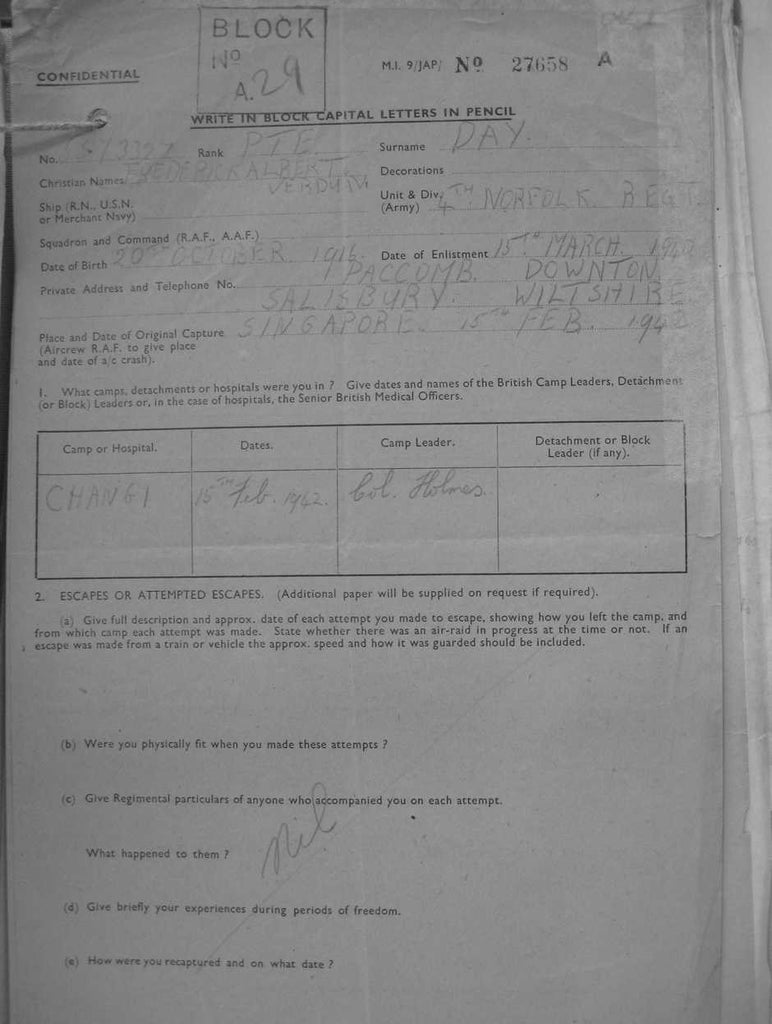 BLOCK
No
A.29
CONFIDENTIAL
M.I. 9/JAP/ No 27658 A
WRITE IN BLOCK CAPITAL LETTERS IN PENCIL
No. Rank PTE Surname DAY.
Christian Names FREDERICK ALBERT VERDUN Decorations
Ship (R.N., U.S.N. or Merchant Navy) Unit & Div. (Army) 4TH NORFOLK REGT.
Squadron and Command (R.A.F., A.A.F.)
Date of Birth 20TH OCTOBER. 1916 Date of Enlistment 15TH MARCH. 1940
Private Address and Telephone No. 1 PACCOMB. DOWNTON
SALISBURY. WILTSHIRE
Place and Date of Original Capture SINGAPORE. 15TH FEB. 1942
(Aircrew R.A.F. to give place
and date of a/c crash).
1. What camps, detachments or hospitals were you in ? Give dates and names of the British Camp Leaders, Detachment
(or Block) Leaders or, in the case of hospitals, the Senior British Medical Officers.
Camp or Hospital. Dates. Camp Leader. Detachment or Block
Leader (if any).
CHANGI 15TH Feb. 1942. Col. Holmes.
2. ESCAPES OR ATTEMPTED ESCAPES. (Additional paper will be supplied on request if required).
(a) Give full description and approx. date of each attempt you made to escape, showing how you left the camp, and
from which camp each attempt was made. State whether there was an air-raid in progress at the time or not. If an
escape was made from a train or vehicle the approx. speed and how it was guarded should be included.
(b) Were you physically fit when you made these attempts ?
(c) Give Regimental particulars of anyone who accompanied you on each attempt.
Nil
What happened to them ?
(d) Give briefly your experiences during periods of freedom.
(e) How were you recaptured and on what date ?